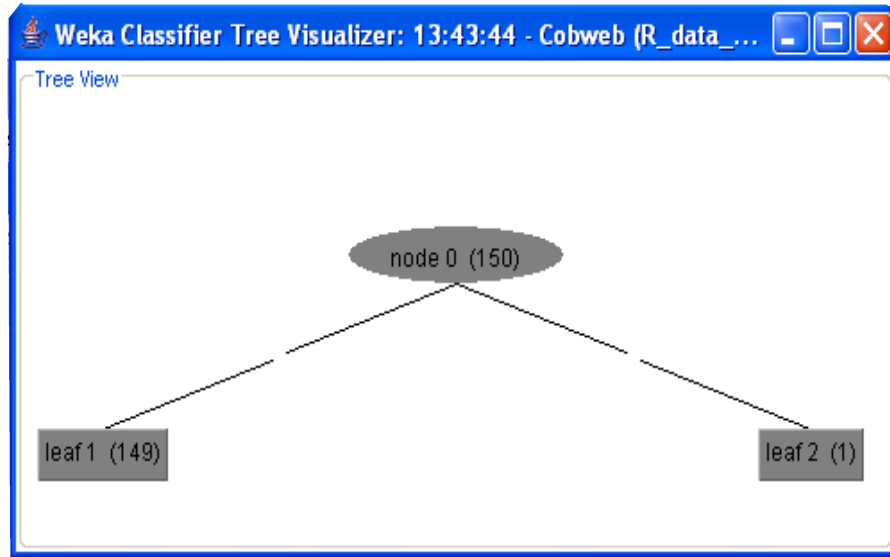 Weka Classifier Tree Visualizer: 13:43:44 - Cobweb (R_data_...
Tree View
node 0 (150)
leaf 1 (149)
leaf 2 (1)